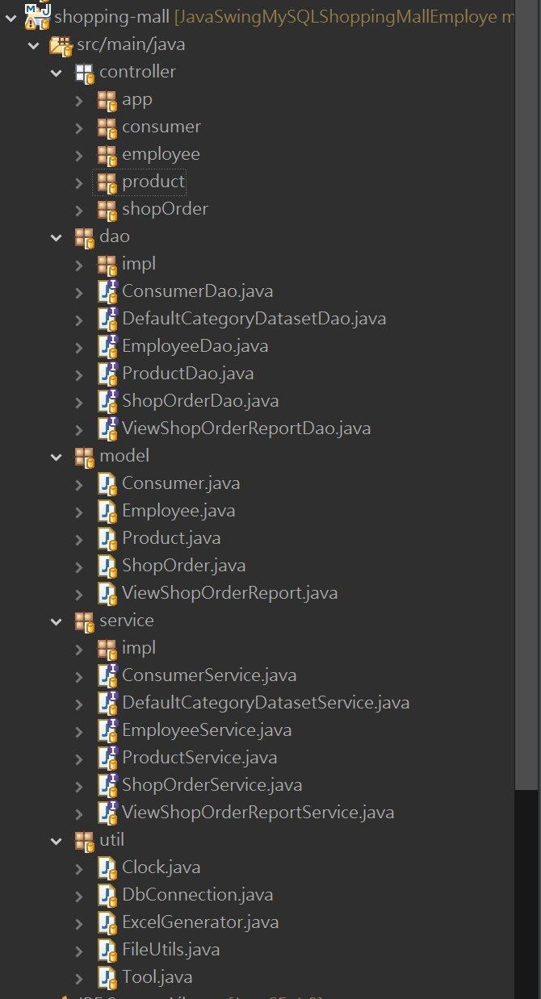 shopping-mall [JavaSwingMySQLShoppingMallEmploye m
src/main/java
controller
app
consumer
employee
product
shopOrder
dao
impl
ConsumerDao.java
DefaultCategoryDatasetDao.java
EmployeeDao.java
ProductDao.java
ShopOrderDao.java
ViewShopOrderReportDao.java
model
Consumer.java
Employee.java
Product.java
ShopOrder.java
ViewShopOrderReport.java
service
impl
ConsumerService.java
DefaultCategoryDatasetService.java
EmployeeService.java
ProductService.java
ShopOrderService.java
ViewShopOrderReportService.java
util
Clock.java
DbConnection.java
ExcelGenerator.java
FileUtils.java
Tool.java